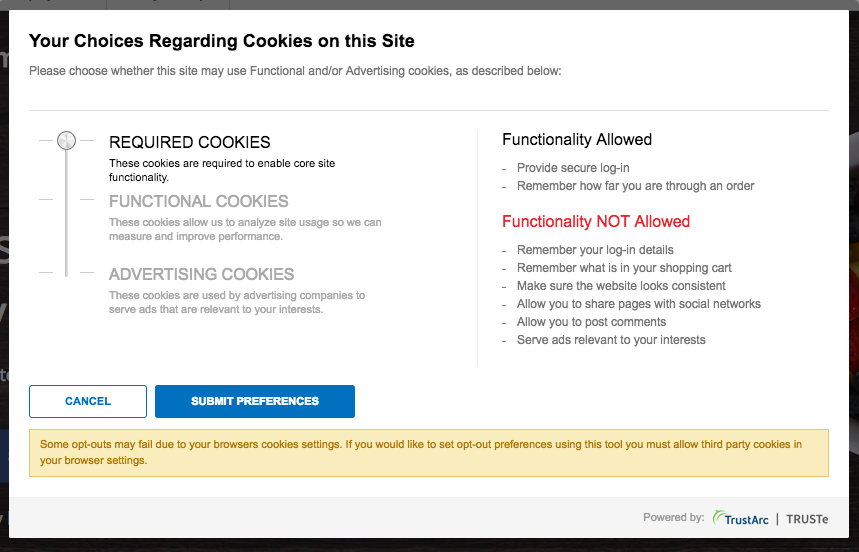 Your Choices Regarding Cookies on this Site
Please choose whether this site may use Functional and/or Advertising cookies, as described below:
REQUIRED COOKIES
These cookies are required to enable core site
functionality.
FUNCTIONAL COOKIES
These cookies allow us to analyze site usage so we can
measure and improve performance.
ADVERTISING COOKIES
These cookies are used by advertising companies to
serve ads that are relevant to your interests.
Functionality Allowed
- Provide secure log-in
- Remember how far you are through an order
Functionality NOT Allowed
- Remember your log-in details
- Remember what is in your shopping cart
- Make sure the website looks consistent
- Allow you to share pages with social networks
- Allow you to post comments
- Serve ads relevant to your interests
CANCEL
SUBMIT PREFERENCES
Some opt-outs may fail due to your browsers cookies settings. If you would like to set opt-out preferences using this tool you must allow third party cookies in
your browser settings.
Powered by: TrustArc | TRUSTe